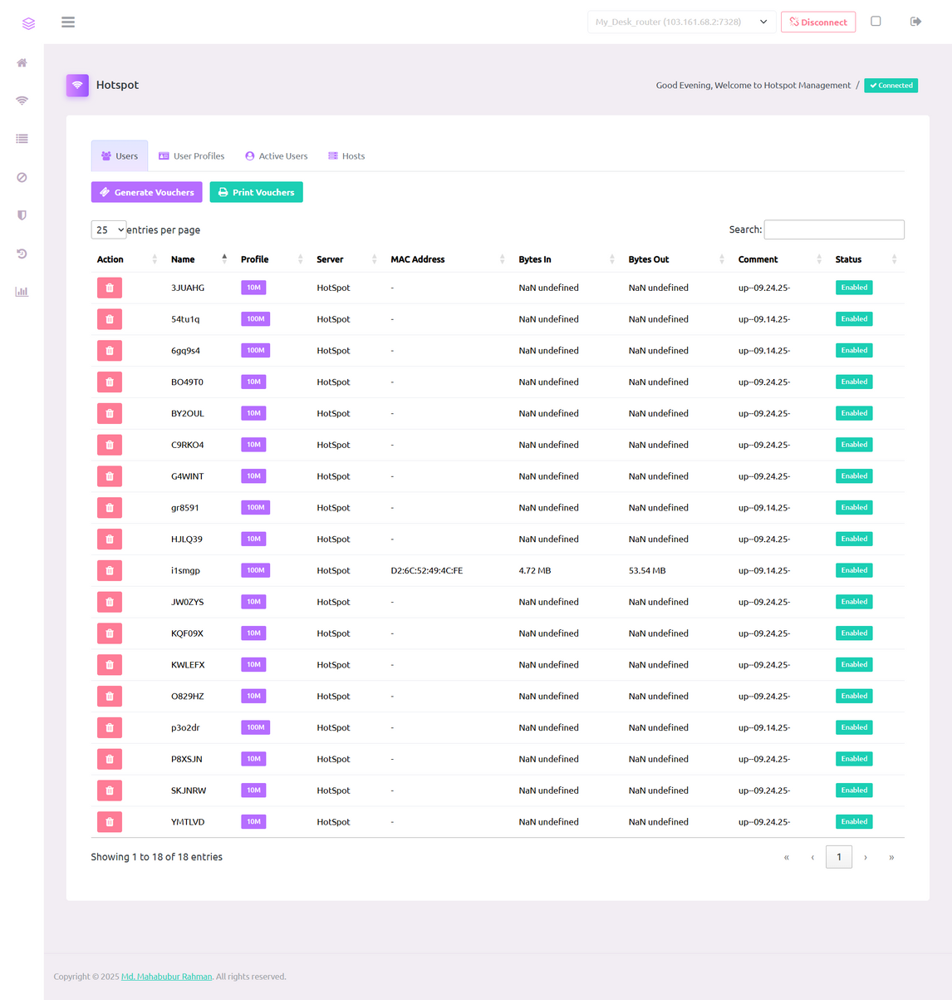 My_Desk_router (103.161.68.2:7328) Disconnect
Hotspot Good Evening, Welcome to Hotspot Management / Connected
Users User Profiles Active Users Hosts
Generate Vouchers Print Vouchers
25 entries per page Search:
Action Name Profile Server MAC Address Bytes In Bytes Out Comment Status
3JUAHG 10M HotSpot - NaN undefined NaN undefined up--09.24.25- Enabled
54tu1q 100M HotSpot - NaN undefined NaN undefined up--09.14.25- Enabled
6gq9s4 100M HotSpot - NaN undefined NaN undefined up--09.14.25- Enabled
BO49T0 10M HotSpot - NaN undefined NaN undefined up--09.24.25- Enabled
BY2OUL 10M HotSpot - NaN undefined NaN undefined up--09.24.25- Enabled
C9RKO4 10M HotSpot - NaN undefined NaN undefined up--09.24.25- Enabled
G4WINT 10M HotSpot - NaN undefined NaN undefined up--09.24.25- Enabled
gr8591 100M HotSpot - NaN undefined NaN undefined up--09.14.25- Enabled
HJLQ39 10M HotSpot - NaN undefined NaN undefined up--09.24.25- Enabled
i1smgp 100M HotSpot D2:6C:52:49:4C:FE 4.72 MB 53.54 MB up--09.14.25- Enabled
JW0ZYS 10M HotSpot - NaN undefined NaN undefined up--09.24.25- Enabled
KQF09X 10M HotSpot - NaN undefined NaN undefined up--09.24.25- Enabled
KWLEFX 10M HotSpot - NaN undefined NaN undefined up--09.24.25- Enabled
O829HZ 10M HotSpot - NaN undefined NaN undefined up--09.24.25- Enabled
p3o2dr 100M HotSpot - NaN undefined NaN undefined up--09.14.25- Enabled
P8XSJN 10M HotSpot - NaN undefined NaN undefined up--09.24.25- Enabled
SKJNRW 10M HotSpot - NaN undefined NaN undefined up--09.24.25- Enabled
YMTLVD 10M HotSpot - NaN undefined NaN undefined up--09.24.25- Enabled
Showing 1 to 18 of 18 entries « ‹ 1 › »
Copyright © 2025 Md. Mahabubur Rahman. All rights reserved.